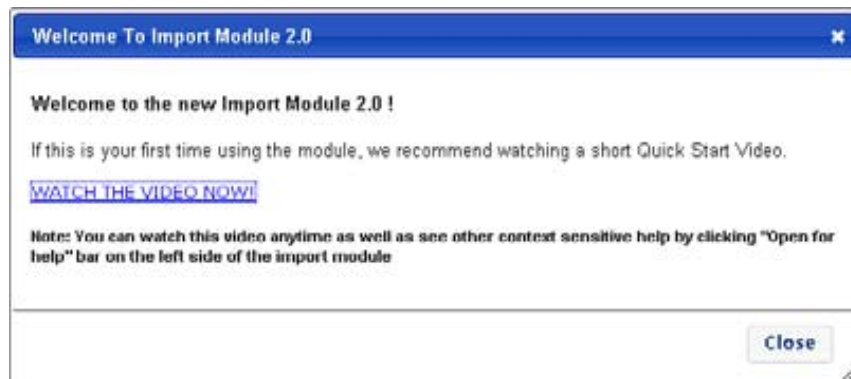 Welcome To Import Module 2.0
Welcome to the new Import Module 2.0 !
If this is your first time using the module, we recommend watching a short Quick Start Video.
WATCH THE VIDEO NOW!
Note: You can watch this video anytime as well as see other context sensitive help by clicking "Open for
help" bar on the left side of the import module
Close